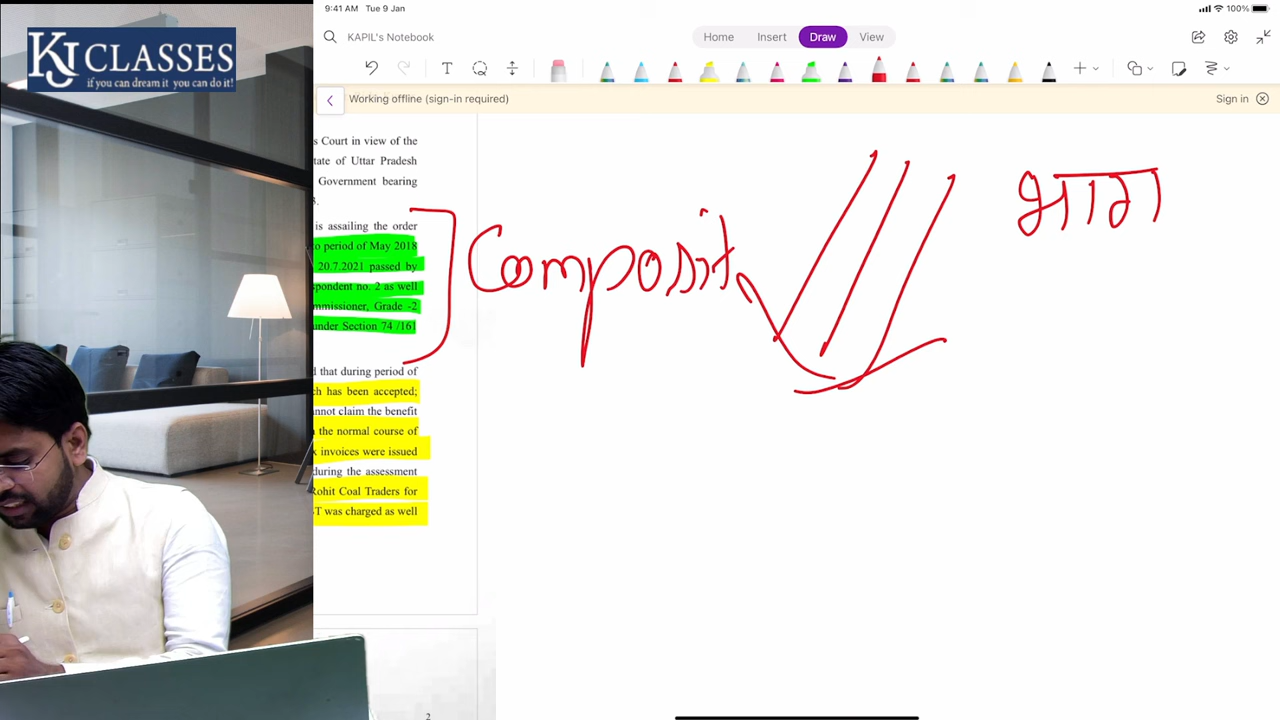 9:41 AM Tue 9 Jan
100%
KJ CLASSES
if you can dream it you can do it!
KAPIL's Notebook
Home Insert Draw View
Working offline (sign-in required)
Sign in
s Court in view of the
tate of Uttar Pradesh
Government bearing
3.
is assailing the order
to period of May 2018
20.7.2021 passed by
spondent no. 2 as well
mmissioner, Grade -2
under Section 74 /161
d that during period of
ch has been accepted;
annot claim the benefit
n the normal course of
x invoices were issued
during the assessment
Rohit Coal Traders for
ST was charged as well
2
Composit
भाग